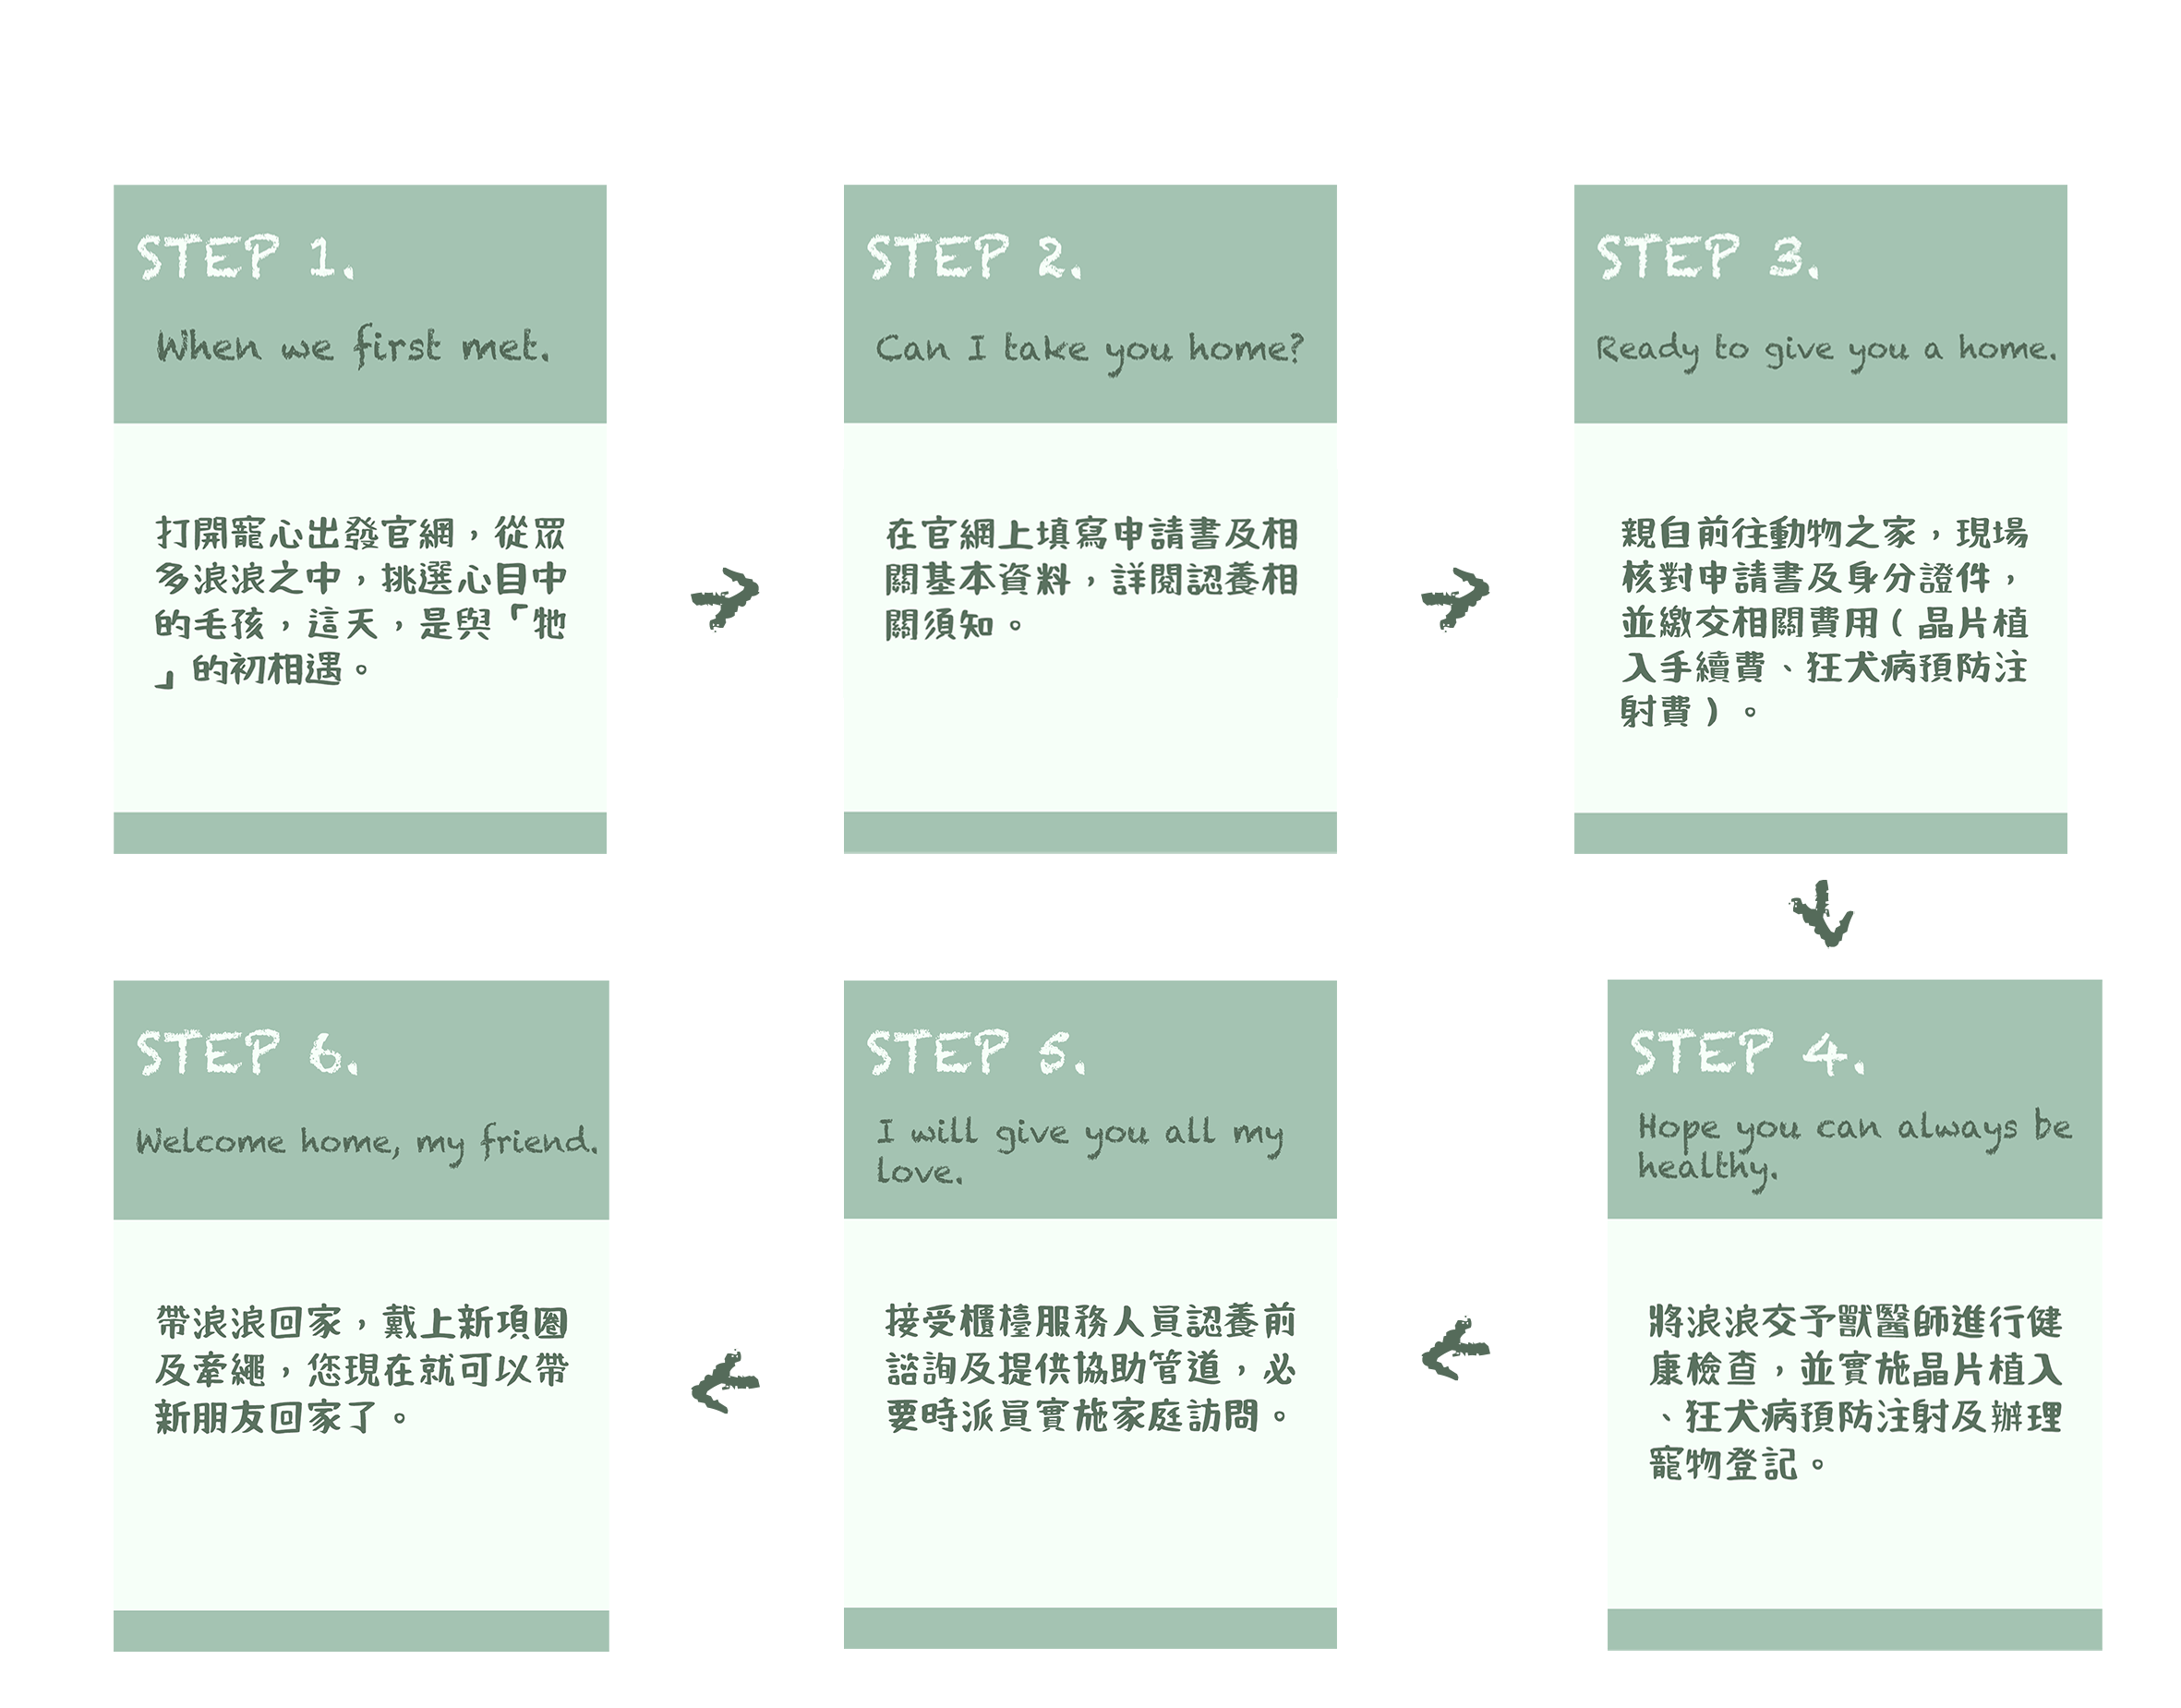 STEP 1.
When we first met.
打開寵心出發官網，從眾
多浪浪之中，挑選心目中
的毛孩，這天，是與「牠
」的初相遇。
STEP 2.
Can I take you home?
在官網上填寫申請書及相
關基本資料，詳閱認養相
關須知。
STEP 3.
Ready to give you a home.
親自前往動物之家，現場
核對申請書及身分證件，
並繳交相關費用（晶片植
入手續費、狂犬病預防注
射費）。
STEP 4.
Hope you can always be
healthy.
將浪浪交予獸醫師進行健
康檢查，並實施晶片植入
、狂犬病預防注射及辦理
寵物登記。
STEP 5.
I will give you all my
love.
接受櫃檯服務人員認養前
諮詢及提供協助管道，必
要時派員實施家庭訪問。
STEP 6.
Welcome home, my friend.
帶浪浪回家，戴上新項圈
及牽繩，您現在就可以帶
新朋友回家了。